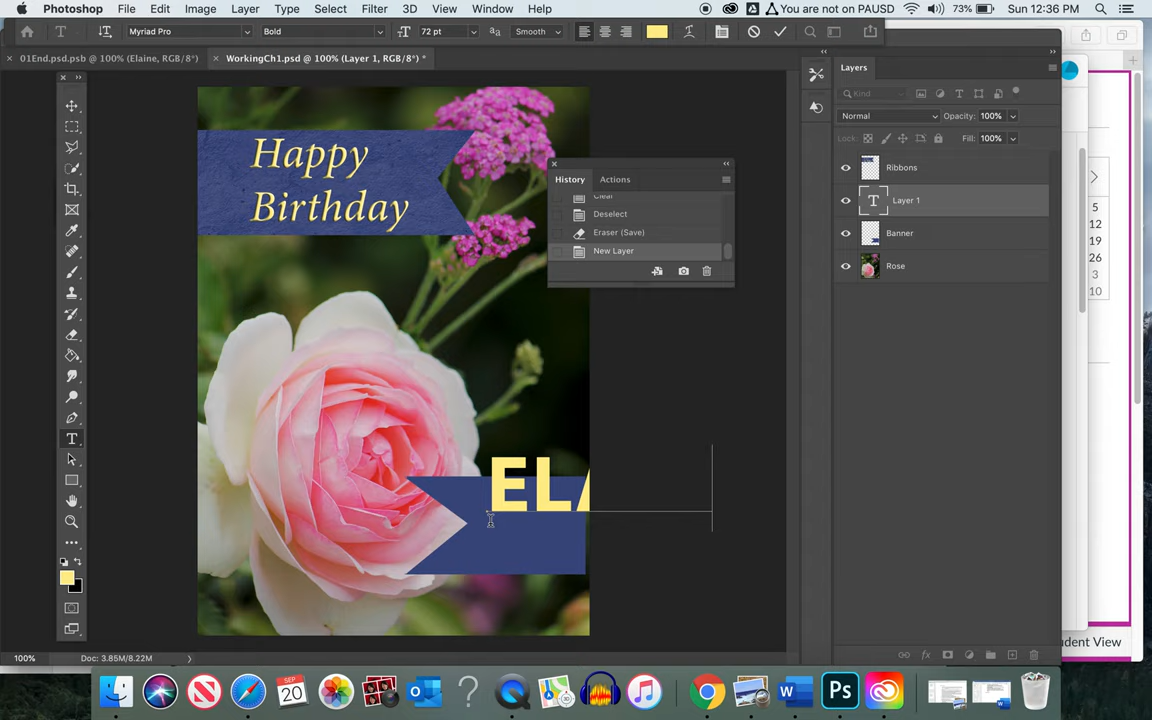 Photoshop File Edit Image Layer Type Select Filter 3D View Window Help
You are not on PAUSD 73% Sun 12:36 PM
Myriad Pro Bold 72 pt Smooth
01End.psd.psb @ 100% (Elaine, RGB/8*)
WorkingCh1.psd @ 100% (Layer 1, RGB/8*) *
Layers
Kind
Normal Opacity: 100%
Lock: Fill: 100%
Ribbons
Layer 1
Banner
Rose
Happy
Birthday
History Actions
Clear
Deselect
Eraser (Save)
New Layer
ELA
5
12
19
26
3
10
100% Doc: 3.85M/8.22M
udent View
SEP
20